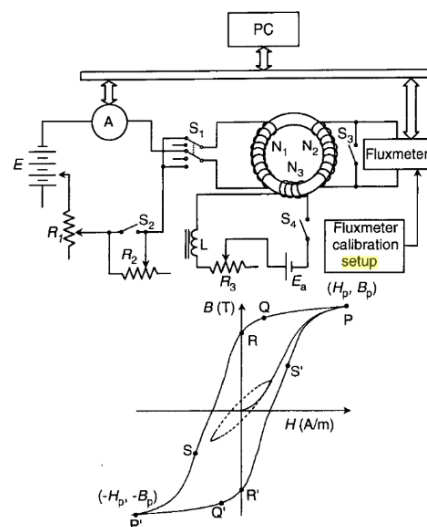 PC
A
S1
N1 N2
N3
S3
Fluxmeter
E
R1
S2
R2
L
R3
S4
Ea
Fluxmeter
calibration
setup
(Hp, Bp)
B (T)
Q
P
R
S'
H (A/m)
S
(-Hp, -Bp)
R'
Q'
P'